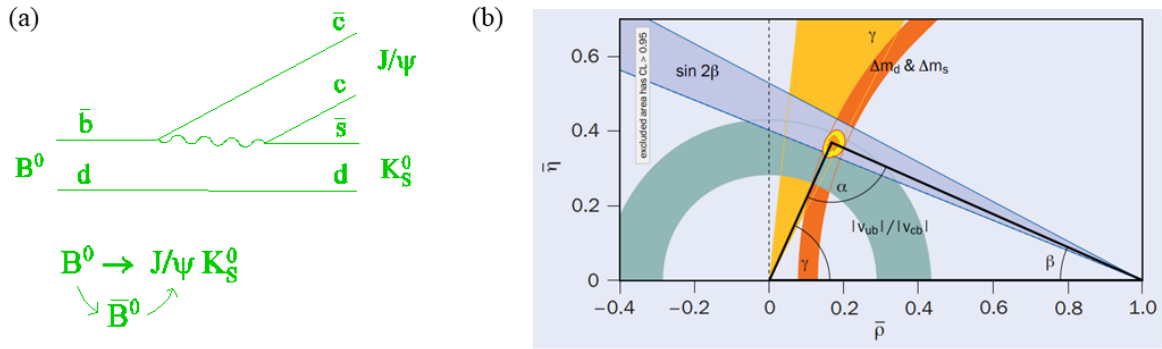 (a)
c̄
J/ψ
c
b̄
s̄
B⁰
K⁰S
d
d
B⁰ → J/ψ K⁰S
B̄⁰
(b)
0.6
0.4
0.2
0
η̄
excluded area has CL > 0.95
sin 2β
γ
Δmd & Δms
α
|Vub|/|Vcb|
γ
β
−0.4
−0.2
0
0.2
0.4
0.6
0.8
1.0
ρ̄